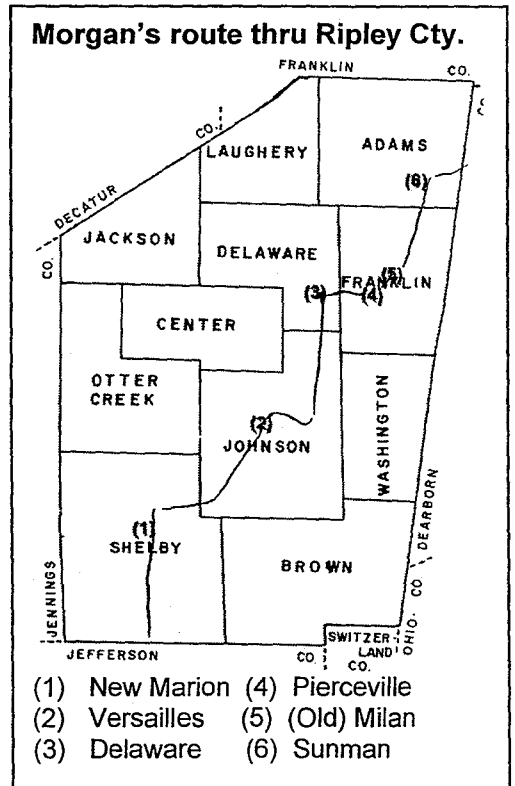 Morgan's route thru Ripley Cty.
FRANKLIN CO.
C
CO.
LAUGHERY
ADAMS
(6)
DECATUR
JACKSON
DELAWARE
CO.
(5)
FRANKLIN
(3)
(4)
CENTER
OTTER
CREEK
WASHINGTON
(2)
JOHNSON
DEARBORN
(1)
SHELBY
BROWN
JENNINGS
CO.
OHIO
SWITZER-
LAND
CO.
JEFFERSON
CO.
(1) New Marion (4) Pierceville
(2) Versailles (5) (Old) Milan
(3) Delaware (6) Sunman